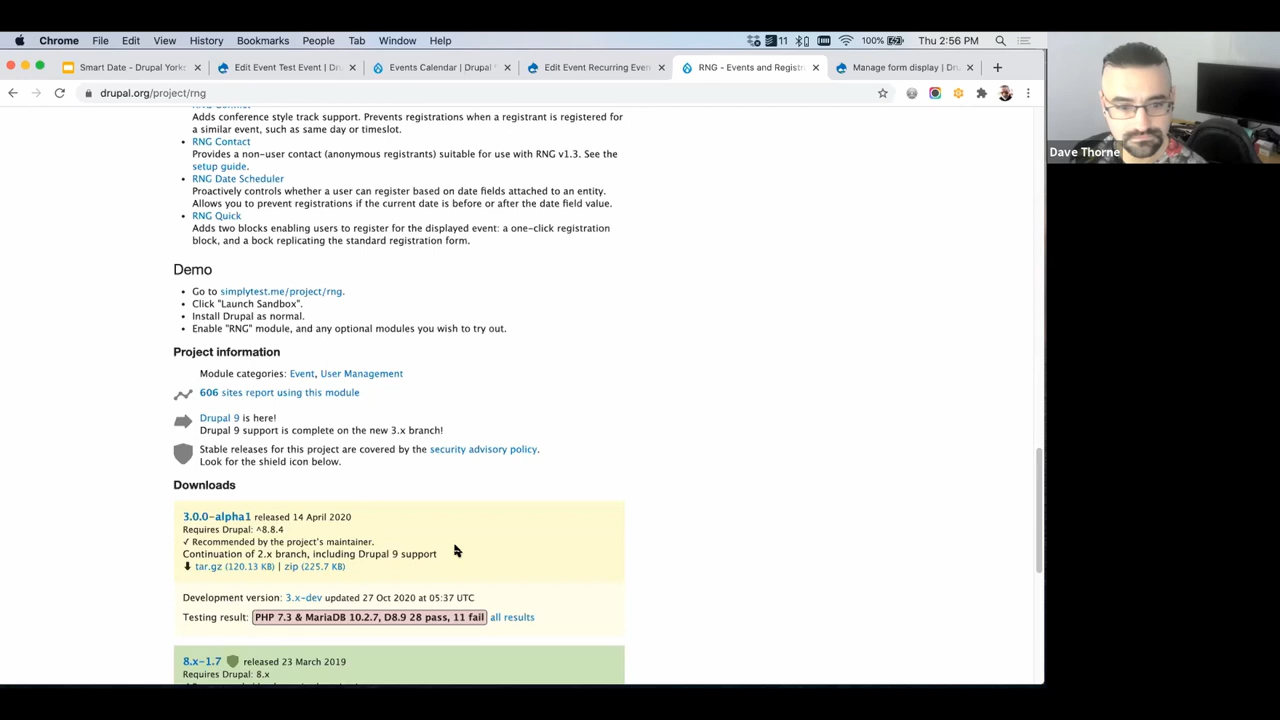 Chrome File Edit View History Bookmarks People Tab Window Help 11 100% Thu 2:56 PM
Smart Date - Drupal Yorks Edit Event Test Event | Dru Events Calendar | Drupal Edit Event Recurring Even RNG - Events and Registra Manage form display | Dru
drupal.org/project/rng
Adds conference style track support. Prevents registrations when a registrant is registered for
a similar event, such as same day or timeslot.
RNG Contact
Provides a non-user contact (anonymous registrants) suitable for use with RNG v1.3. See the
setup guide.
RNG Date Scheduler
Proactively controls whether a user can register based on date fields attached to an entity.
Allows you to prevent registrations if the current date is before or after the date field value.
RNG Quick
Adds two blocks enabling users to register for the displayed event: a one-click registration
block, and a bock replicating the standard registration form.
Demo
Go to simplytest.me/project/rng.
Click "Launch Sandbox".
Install Drupal as normal.
Enable "RNG" module, and any optional modules you wish to try out.
Project information
Module categories: Event, User Management
606 sites report using this module
Drupal 9 is here!
Drupal 9 support is complete on the new 3.x branch!
Stable releases for this project are covered by the security advisory policy.
Look for the shield icon below.
Downloads
3.0.0-alpha1 released 14 April 2020
Requires Drupal: ^8.8.4
✓ Recommended by the project's maintainer.
Continuation of 2.x branch, including Drupal 9 support
tar.gz (120.13 KB) | zip (225.7 KB)
Development version: 3.x-dev updated 27 Oct 2020 at 05:37 UTC
Testing result: PHP 7.3 & MariaDB 10.2.7, D8.9 28 pass, 11 fail all results
8.x-1.7 released 23 March 2019
Requires Drupal: 8.x
Dave Thorne